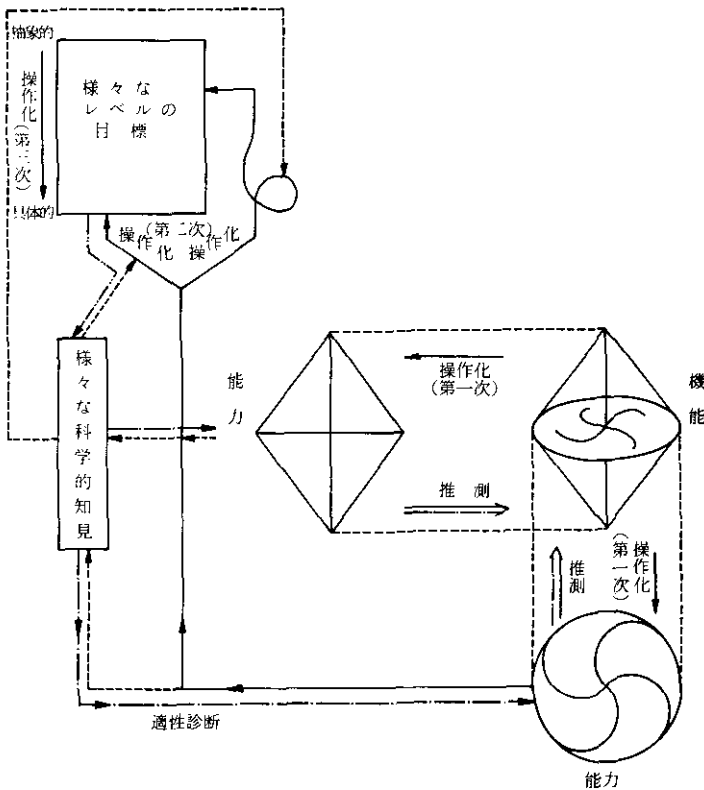 抽象的
操作化(第三次)
具体的
様々な
レベルの
目標
(第二次)
操作化
操作化
様々な科学的知見
能力
操作化
(第一次)
推測
機能
推測
操作化
(第一次)
適性診断
能力